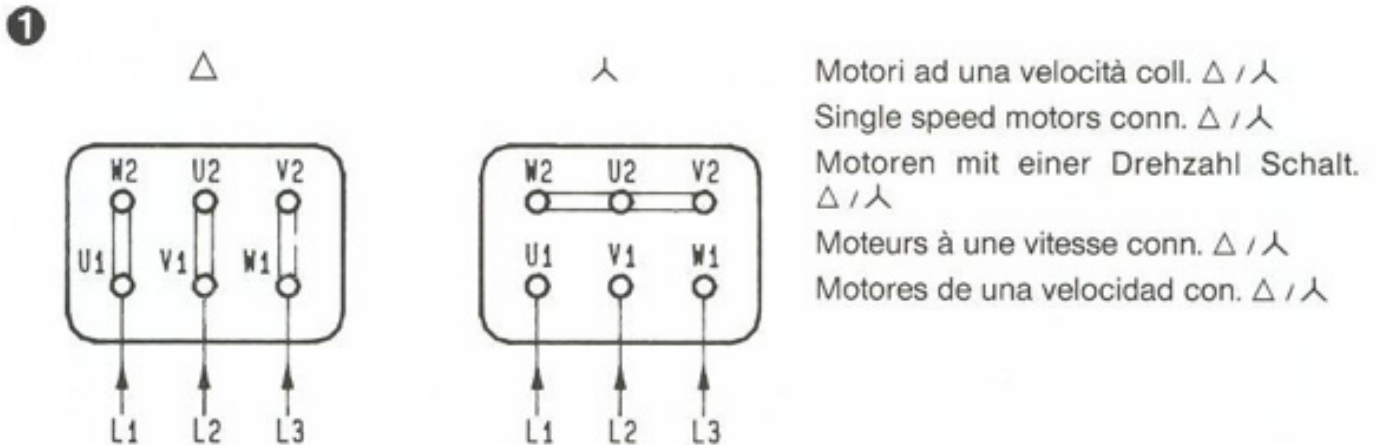 1
△ ⅄
Motori ad una velocità coll. △ / ⅄
Single speed motors conn. △ / ⅄
Motoren mit einer Drehzahl Schalt.
△ / ⅄
Moteurs à une vitesse conn. △ / ⅄
Motores de una velocidad con. △ / ⅄
W2 U2 V2
U1 V1 W1
L1 L2 L3
W2 U2 V2
U1 V1 W1
L1 L2 L3